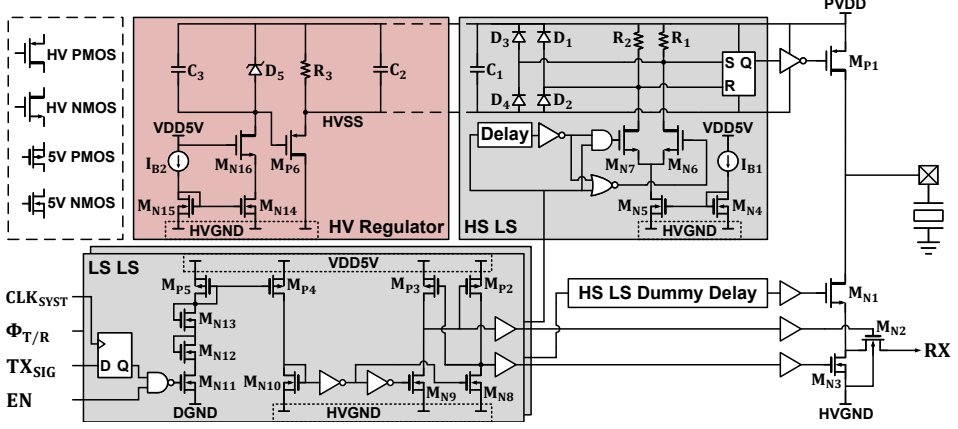 HV PMOS
HV NMOS
5V PMOS
5V NMOS
C3
D5
R3
C2
HVSS
VDD5V
IB2
MN16
MP6
MN15
MN14
HVGND
HV Regulator
C1
D3
D1
D4
D2
R2
R1
S Q
R
Delay
MN7
MN6
VDD5V
IB1
MN5
MN4
HVGND
HS LS
PVDD
MP1
LS LS
VDD5V
MP5
MP4
MP3
MP2
MN13
MN12
MN11
MN10
MN9
MN8
DGND
HVGND
CLKSYST
ΦT/R
TXSIG
EN
D Q
HS LS Dummy Delay
MN1
MN2
MN3
RX
HVGND